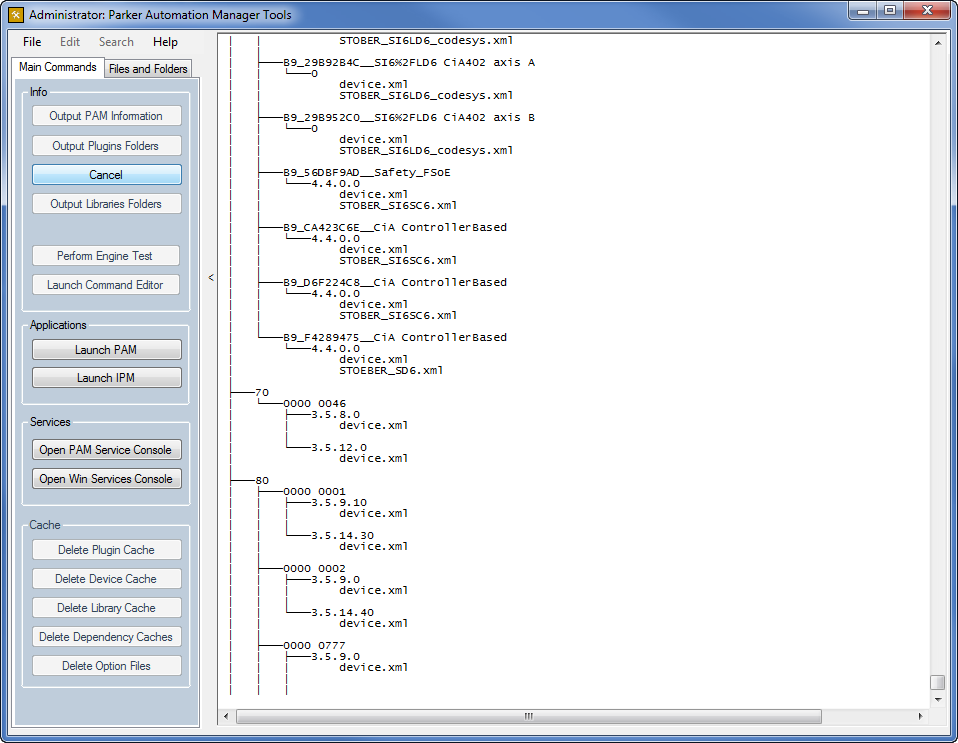 Administrator: Parker Automation Manager Tools
File Edit Search Help
Main Commands Files and Folders
Info
Output PAM Information
Output Plugins Folders
Cancel
Output Libraries Folders
Perform Engine Test
Launch Command Editor
Applications
Launch PAM
Launch IPM
Services
Open PAM Service Console
Open Win Services Console
Cache
Delete Plugin Cache
Delete Device Cache
Delete Library Cache
Delete Dependency Caches
Delete Option Files
<
STOBER_SI6LD6_codesys.xml
B9_29B92B4C__SI6%2FLD6 CiA402 axis A
0
device.xml
STOBER_SI6LD6_codesys.xml
B9_29B952C0__SI6%2FLD6 CiA402 axis B
0
device.xml
STOBER_SI6LD6_codesys.xml
B9_56DBF9AD__Safety_FSoE
4.4.0.0
device.xml
STOBER_SI6SC6.xml
B9_CA423C6E__CiA ControllerBased
4.4.0.0
device.xml
STOBER_SI6SC6.xml
B9_D6F224C8__CiA ControllerBased
4.4.0.0
device.xml
STOBER_SI6SC6.xml
B9_F4289475__CiA ControllerBased
4.4.0.0
device.xml
STOEBER_SD6.xml
70
0000 0046
3.5.8.0
device.xml
3.5.12.0
device.xml
80
0000 0001
3.5.9.10
device.xml
3.5.14.30
device.xml
0000 0002
3.5.9.0
device.xml
3.5.14.40
device.xml
0000 0777
3.5.9.0
device.xml